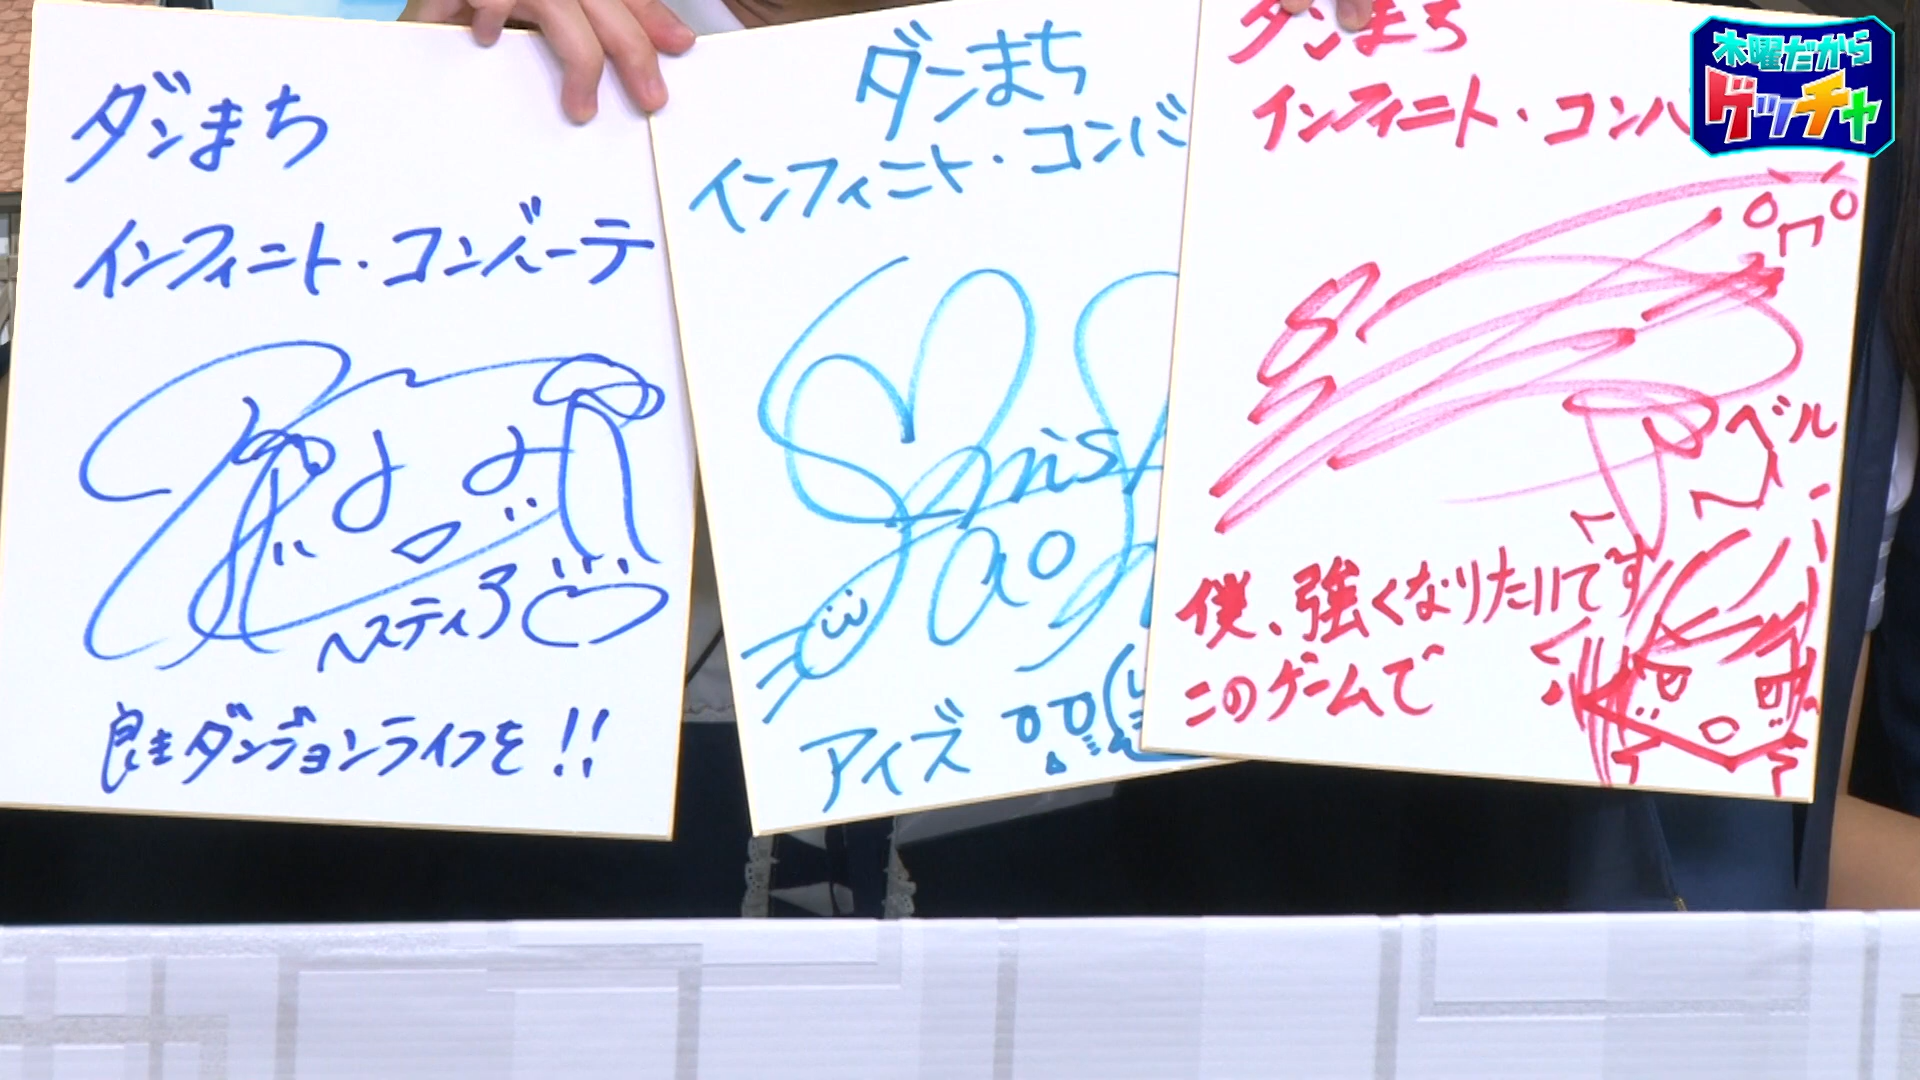 ダンまち
インフィニト・コンバーテ
ヘスティア
良きダンジョンライフを!!
ダンまち
インフィニト・コンバ
アイズ
ダンまち
インフィニト・コンバ
ベル
僕、強くなりたいです
このゲームで
木曜だから
ゲッチャ